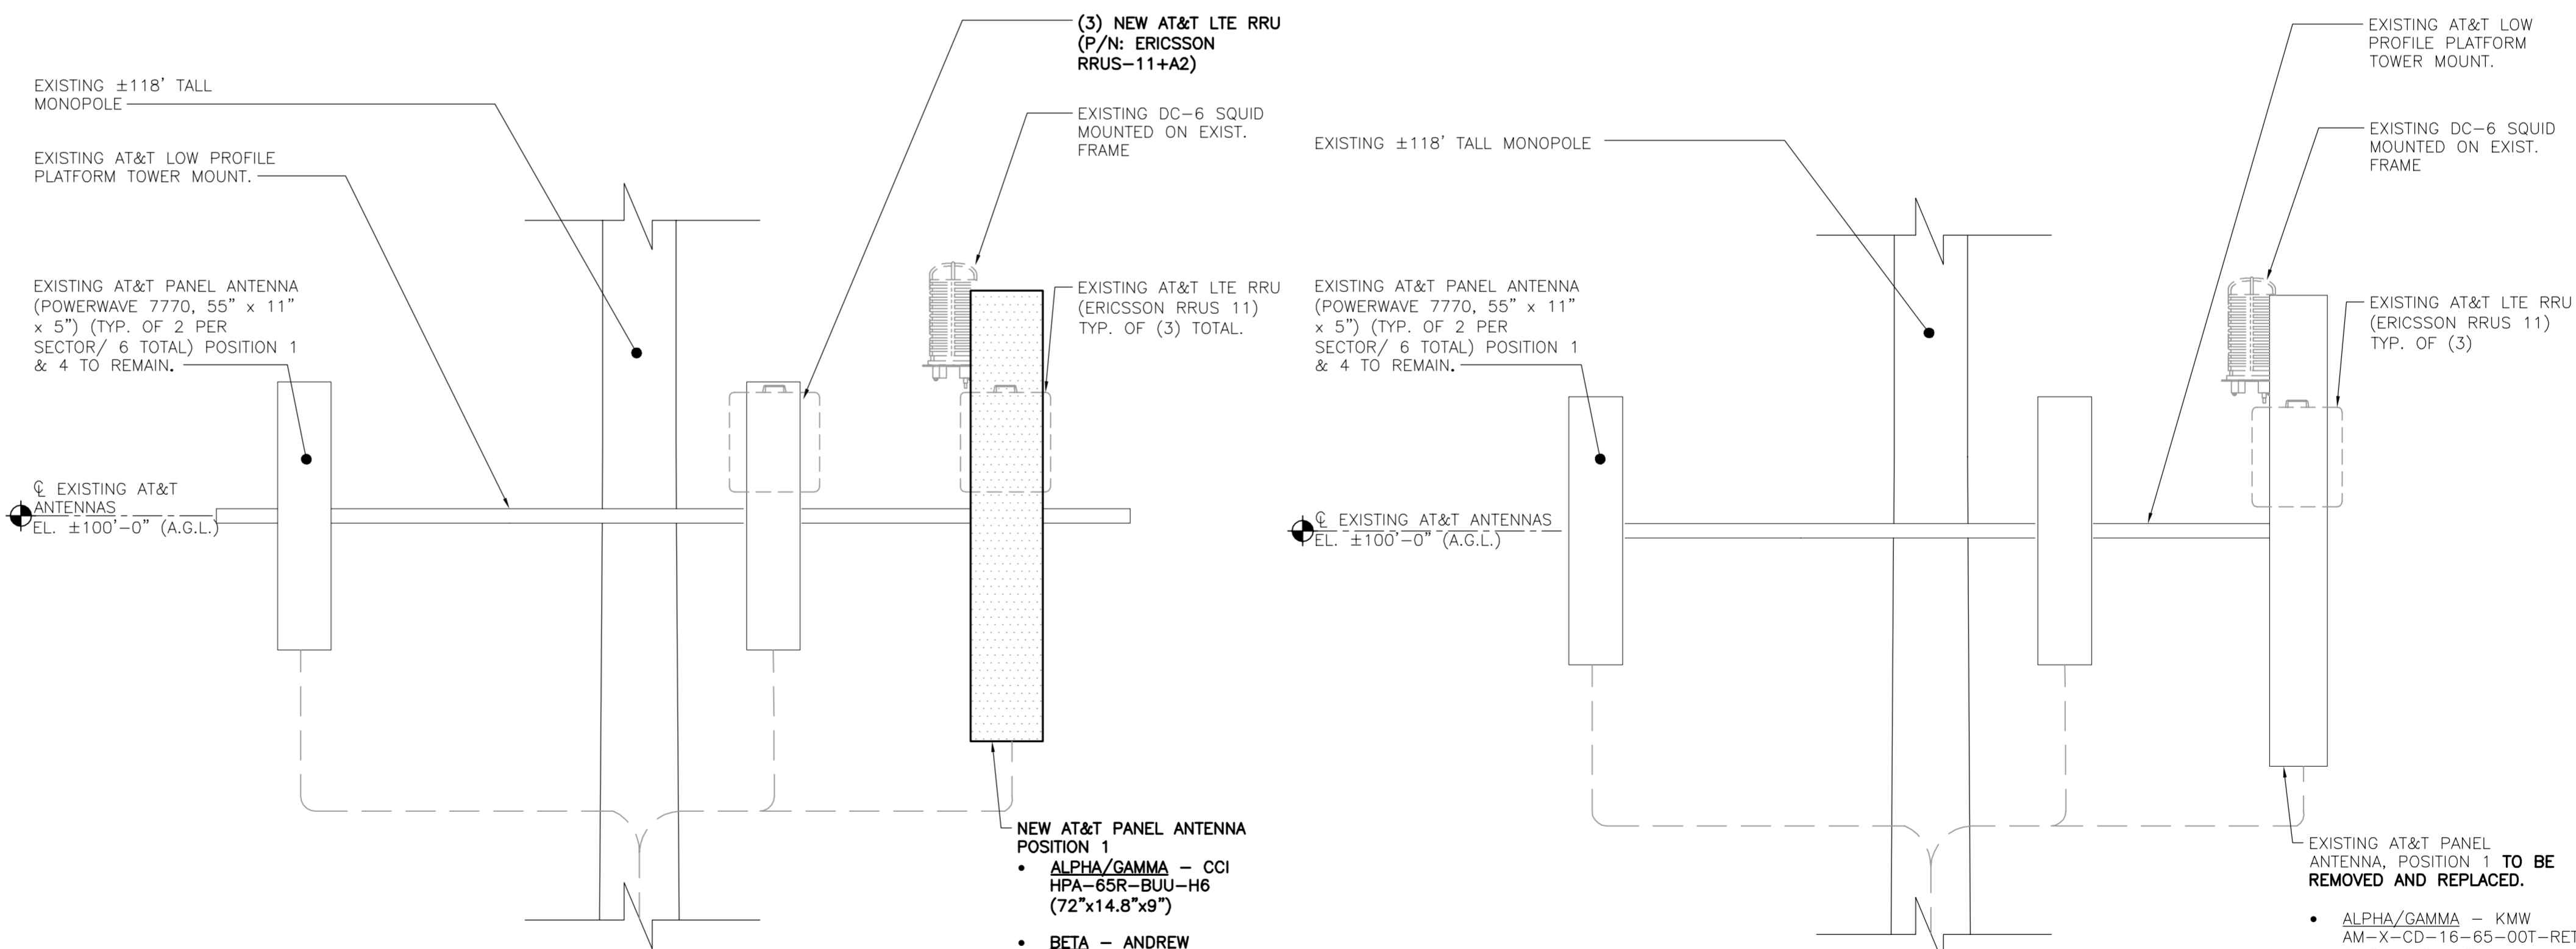 EXISTING ±118' TALL
MONOPOLE
EXISTING AT&T LOW PROFILE
PLATFORM TOWER MOUNT.
EXISTING AT&T PANEL ANTENNA
(POWERWAVE 7770, 55" x 11"
x 5") (TYP. OF 2 PER
SECTOR/ 6 TOTAL) POSITION 1
& 4 TO REMAIN.
℄ EXISTING AT&T
ANTENNAS
EL. ±100'-0" (A.G.L.)
(3) NEW AT&T LTE RRU
(P/N: ERICSSON
RRUS-11+A2)
EXISTING DC-6 SQUID
MOUNTED ON EXIST.
FRAME
EXISTING AT&T LTE RRU
(ERICSSON RRUS 11)
TYP. OF (3) TOTAL.
NEW AT&T PANEL ANTENNA
POSITION 1
• ALPHA/GAMMA - CCI
HPA-65R-BUU-H6
(72"x14.8"x9")
• BETA - ANDREW
EXISTING ±118' TALL MONOPOLE
EXISTING AT&T PANEL ANTENNA
(POWERWAVE 7770, 55" x 11"
x 5") (TYP. OF 2 PER
SECTOR/ 6 TOTAL) POSITION 1
& 4 TO REMAIN.
℄ EXISTING AT&T ANTENNAS
EL. ±100'-0" (A.G.L.)
EXISTING AT&T LOW
PROFILE PLATFORM
TOWER MOUNT.
EXISTING DC-6 SQUID
MOUNTED ON EXIST.
FRAME
EXISTING AT&T LTE RRU
(ERICSSON RRUS 11)
TYP. OF (3)
EXISTING AT&T PANEL
ANTENNA, POSITION 1 TO BE
REMOVED AND REPLACED.
• ALPHA/GAMMA - KMW
AM-X-CD-16-65-00T-RET